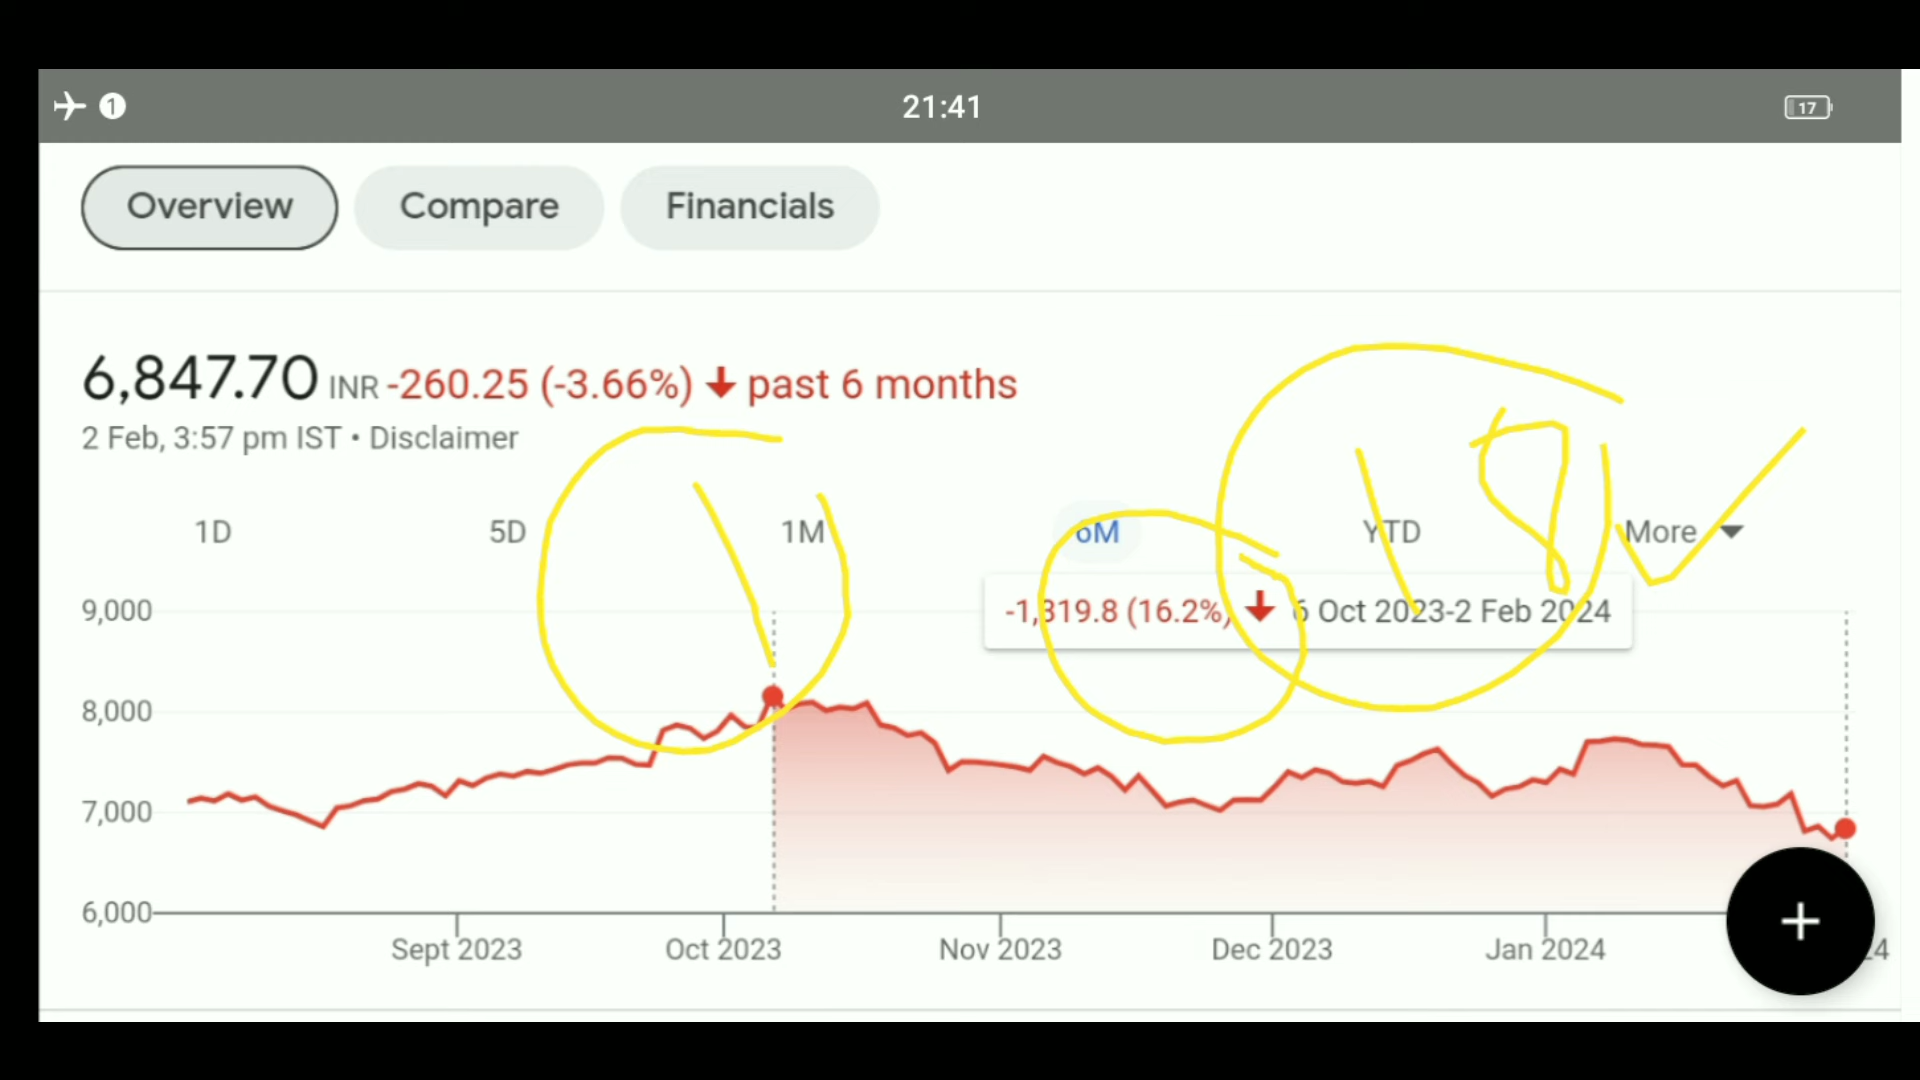 1 21:41 17
Overview Compare Financials
6,847.70 INR -260.25 (-3.66%) past 6 months
2 Feb, 3:57 pm IST • Disclaimer
1D 5D 1M 6M YTD More
-1,319.8 (16.2%) 6 Oct 2023-2 Feb 2024
9,000
8,000
7,000
6,000
Sept 2023 Oct 2023 Nov 2023 Dec 2023 Jan 2024